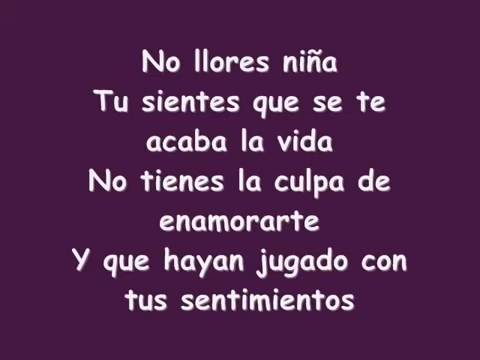 No llores niña
Tu sientes que se te
acaba la vida
No tienes la culpa de
enamorarte
Y que hayan jugado con
tus sentimientos